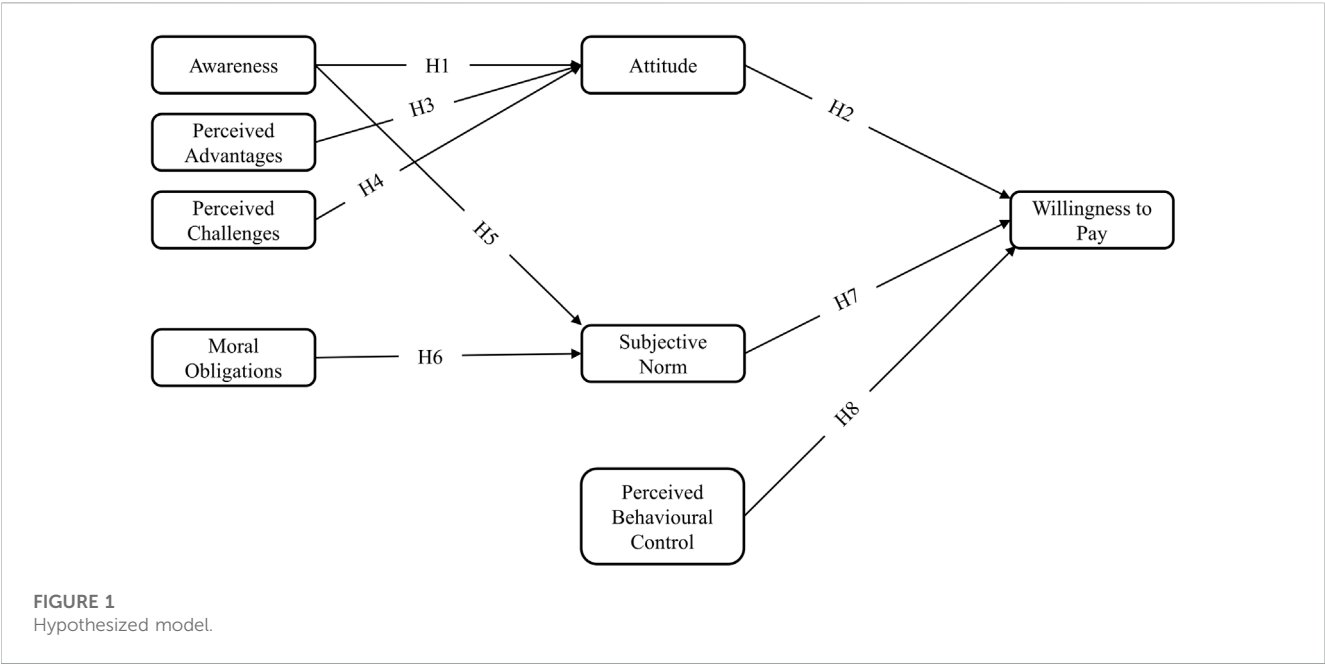 Awareness
H1
Attitude
H3
H2
Perceived
Advantages
H4
Perceived
Challenges
H5
Willingness to
Pay
H7
Moral
Obligations
H6
Subjective
Norm
H8
Perceived
Behavioural
Control
FIGURE 1
Hypothesized model.